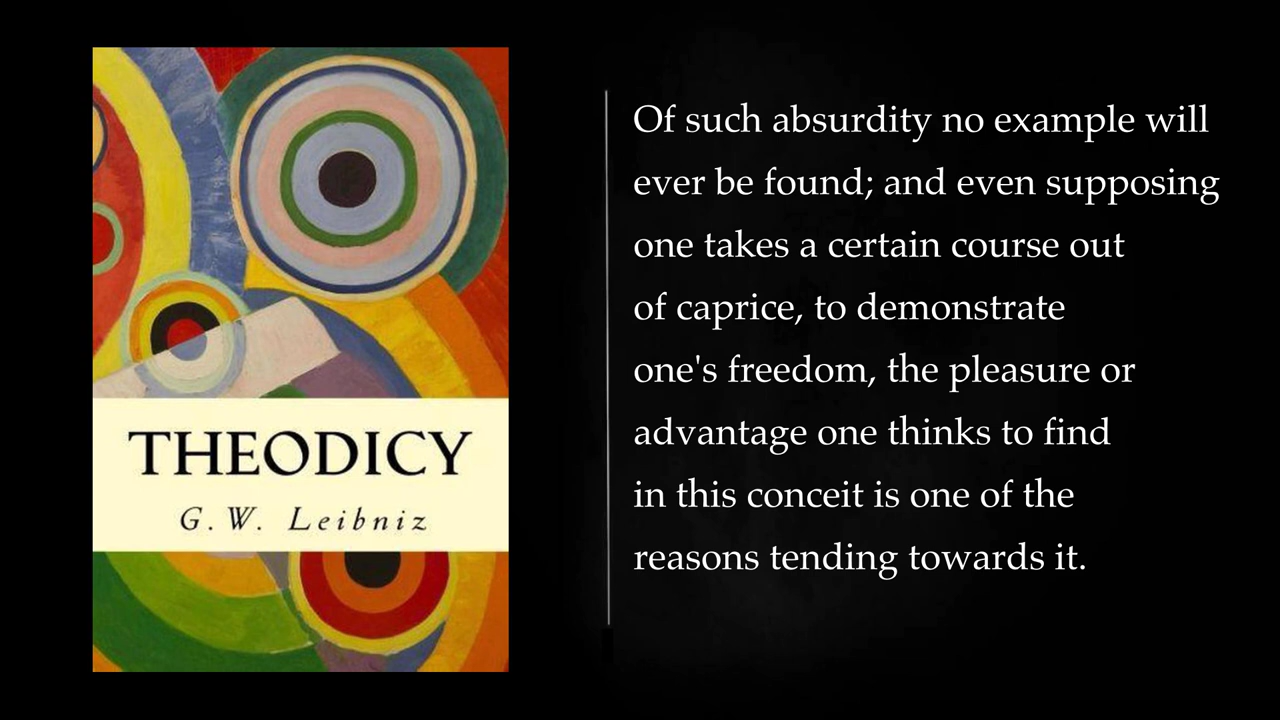 THEODICY
G. W. Leibniz
Of such absurdity no example will
ever be found; and even supposing
one takes a certain course out
of caprice, to demonstrate
one's freedom, the pleasure or
advantage one thinks to find
in this conceit is one of the
reasons tending towards it.